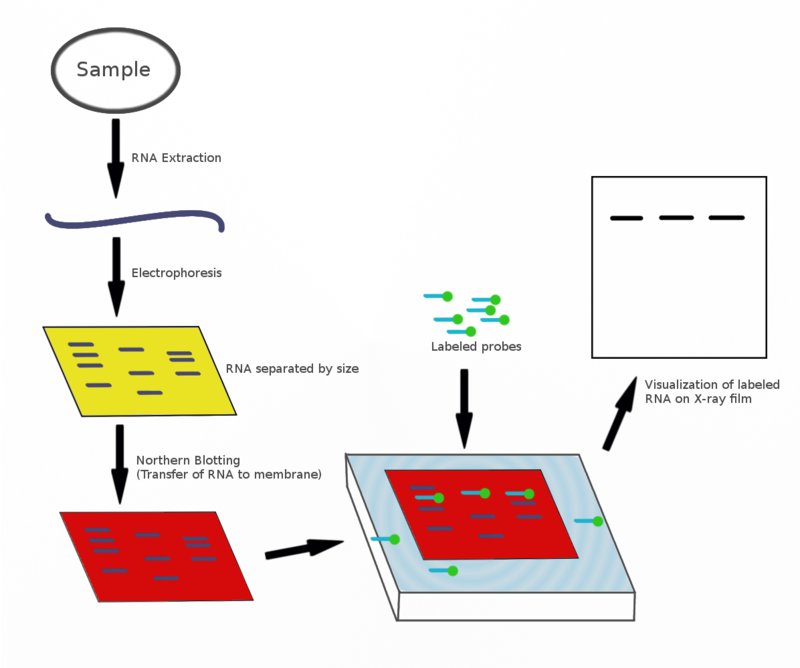 Sample
RNA Extraction
Electrophoresis
RNA separated by size
Northern Blotting
(Transfer of RNA to membrane)
Labeled probes
Visualization of labeled
RNA on X-ray film